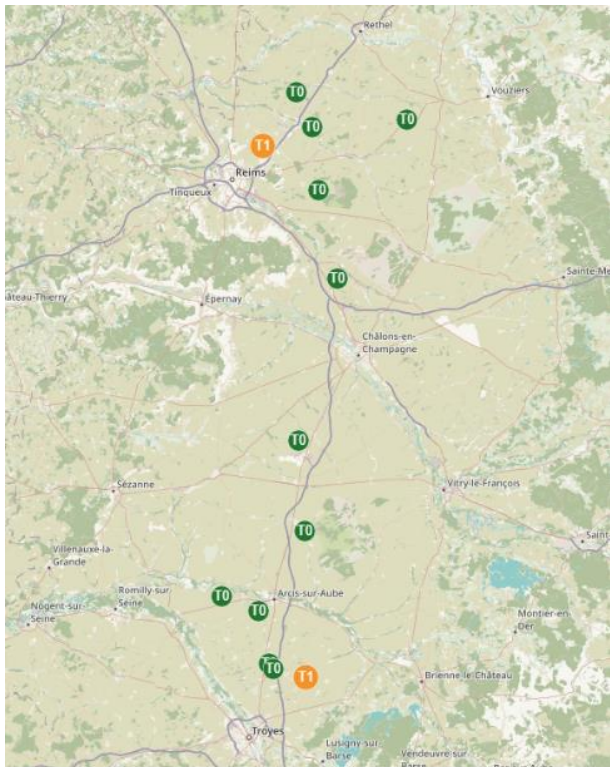 Rethel
T0
Vouziers
T0
T0
T1
Reims
Tinqueux
T0
T0
Sainte-Me
âteau-Thierry
Épernay
Châlons-en-
Champagne
T0
Sézanne
Vitry-le-François
T0
Saint
Villenauxe-la-
Grande
Romilly-sur-
Seine
T0
Arcis-sur-Aube
T0
Nogent-sur-
Seine
Montier-en-
Der
T0
T1
Brienne-le-Château
Troyes
Lusigny-sur-
Barse
Vendeuvre-sur-